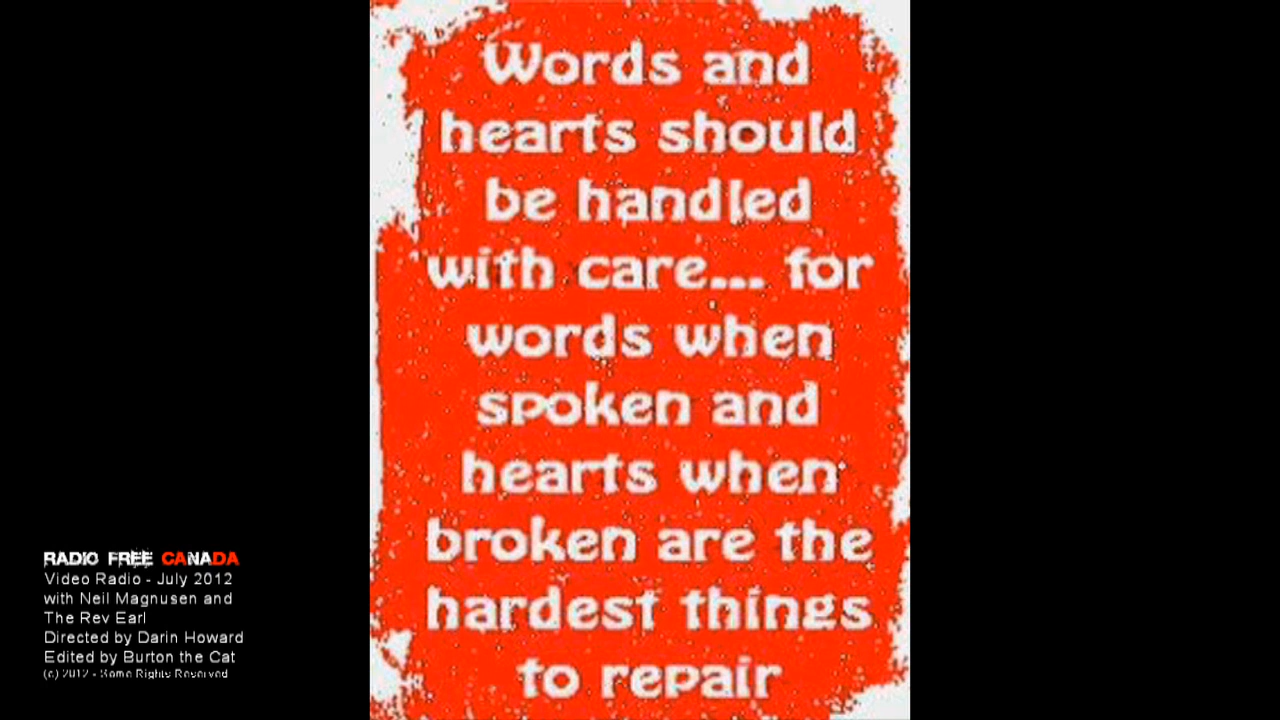 Words and
hearts should
be handled
with care... for
words when
spoken and
hearts when
broken are the
hardest things
to repair
RADIO FREE CANADA
Video Radio - July 2012
with Neil Magnusen and
The Rev Earl
Directed by Darin Howard
Edited by Burton the Cat
(c) 2012 - Some Rights Reserved